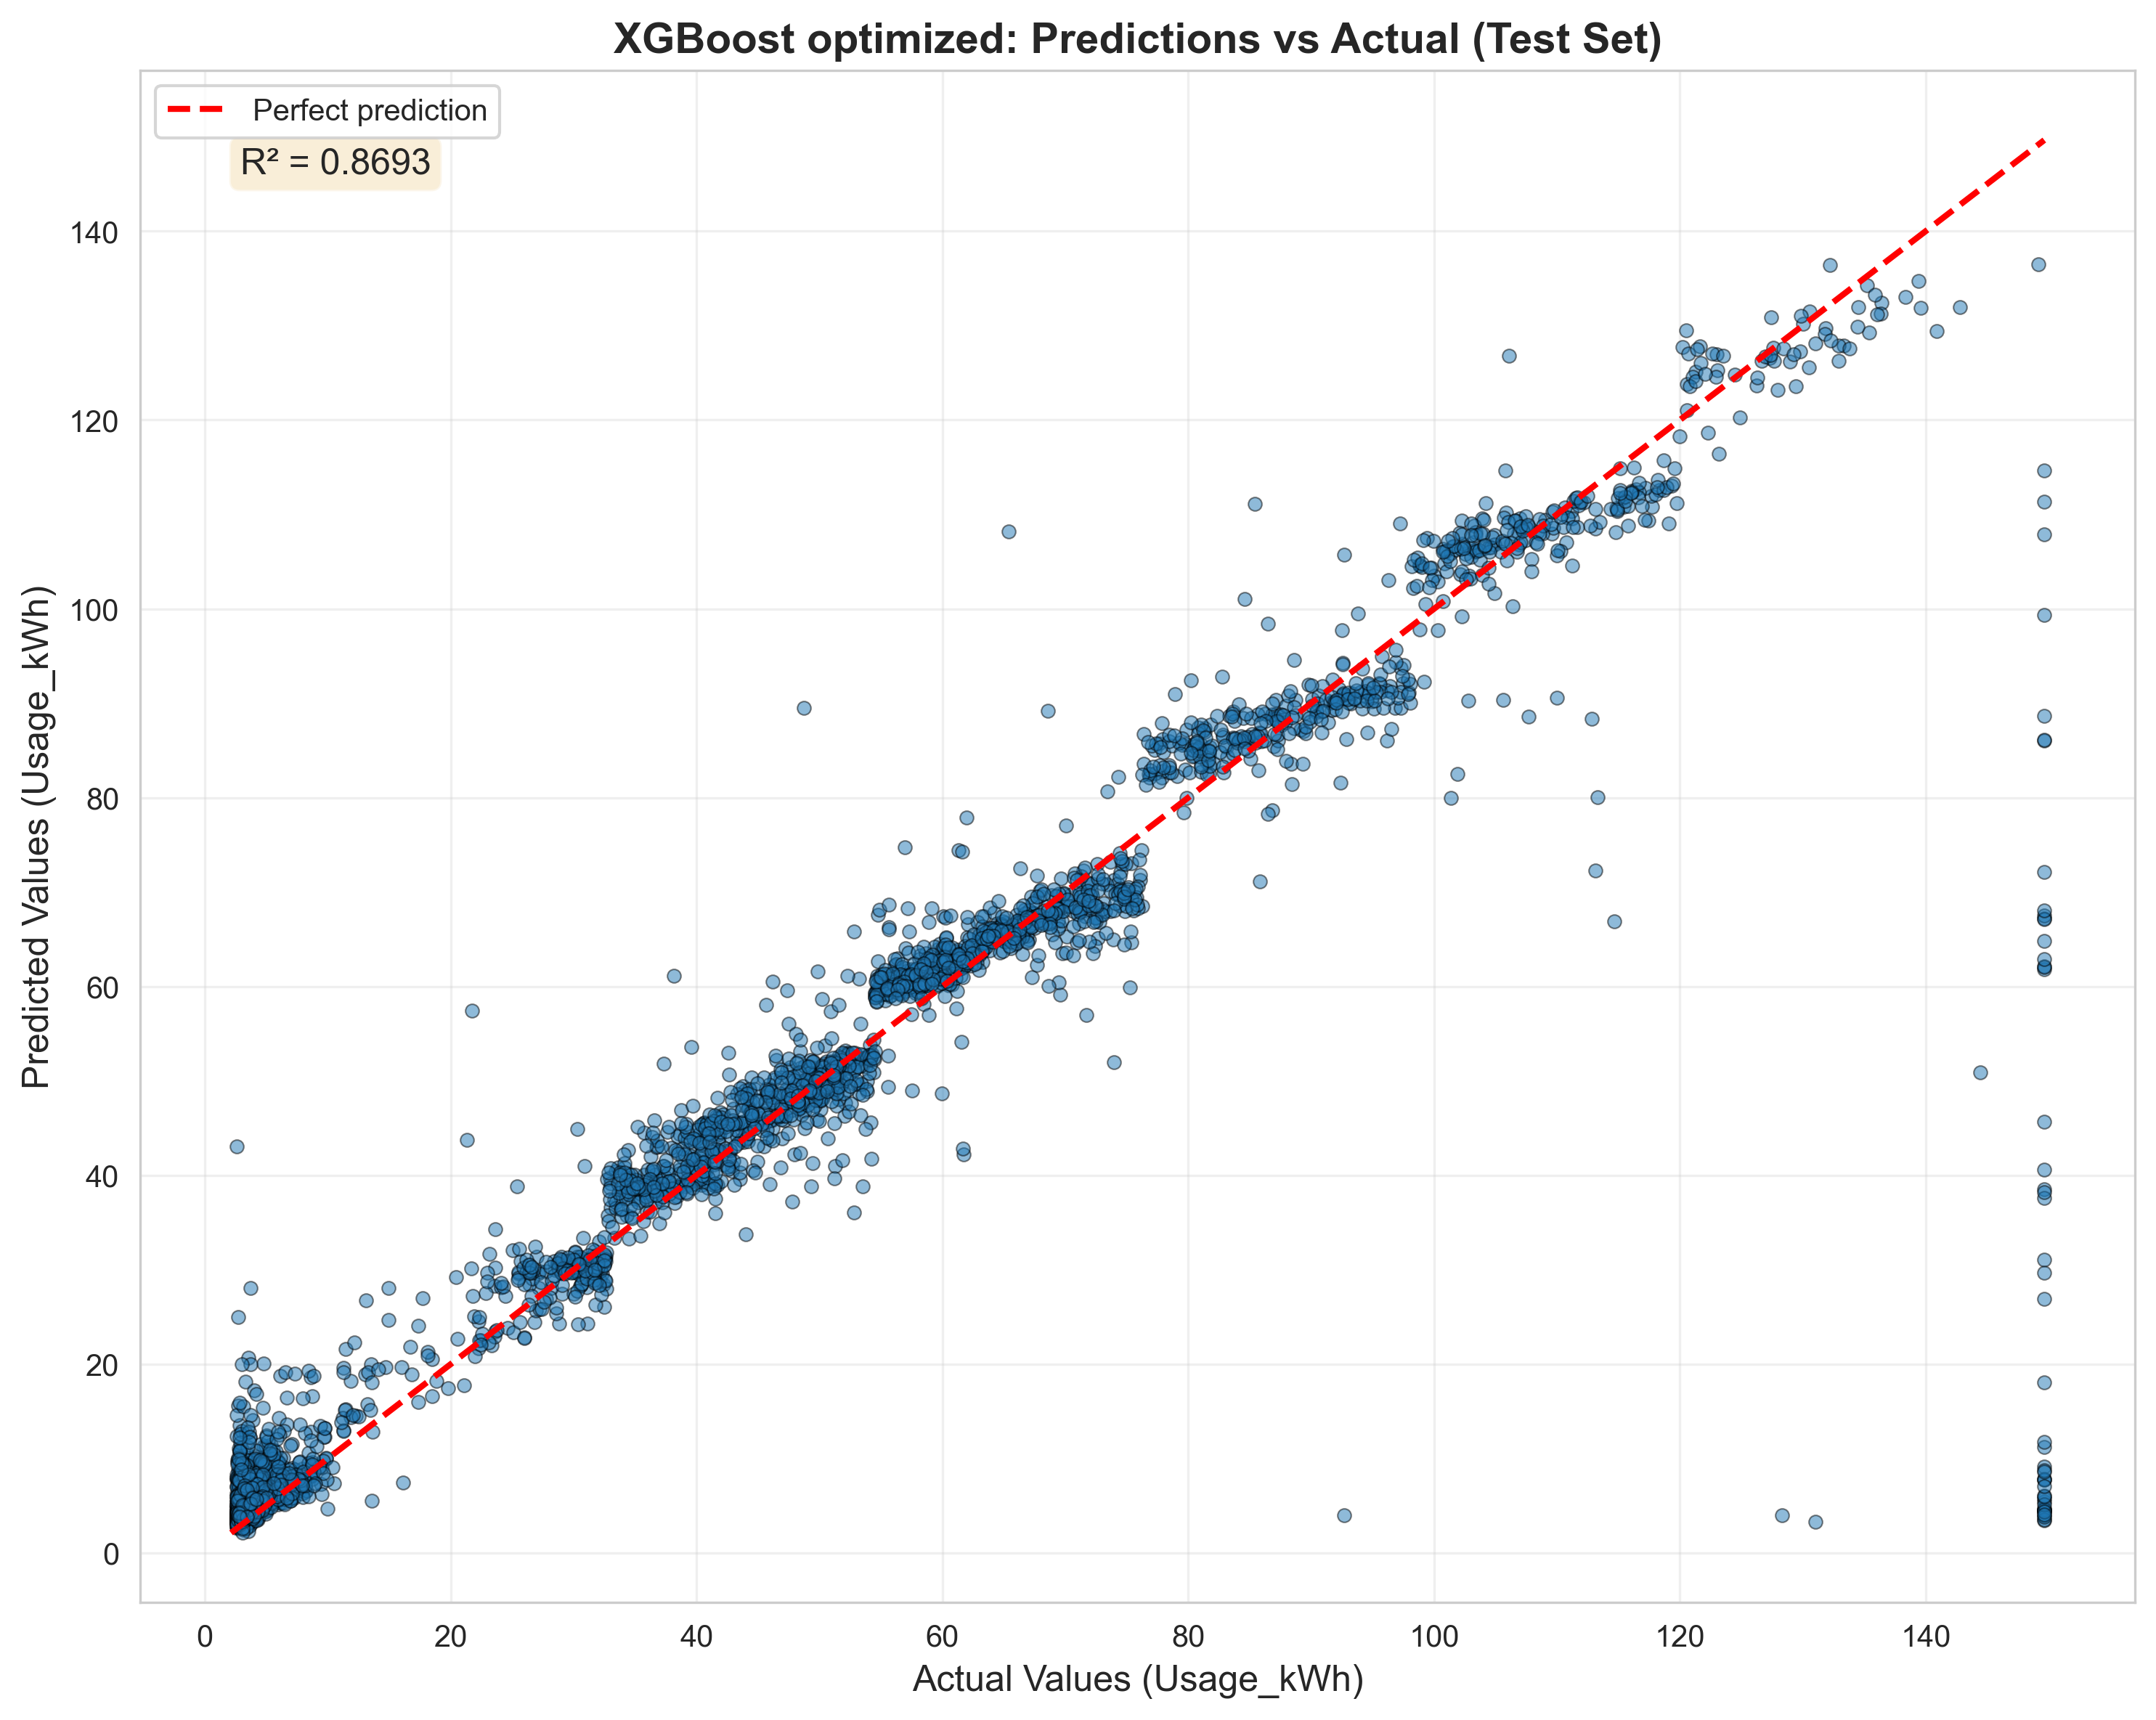 XGBoost optimized: Predictions vs Actual (Test Set)
Perfect prediction
R² = 0.8693
Predicted Values (Usage_kWh)
140
120
100
80
60
40
20
0
0 20 40 60 80 100 120 140
Actual Values (Usage_kWh)